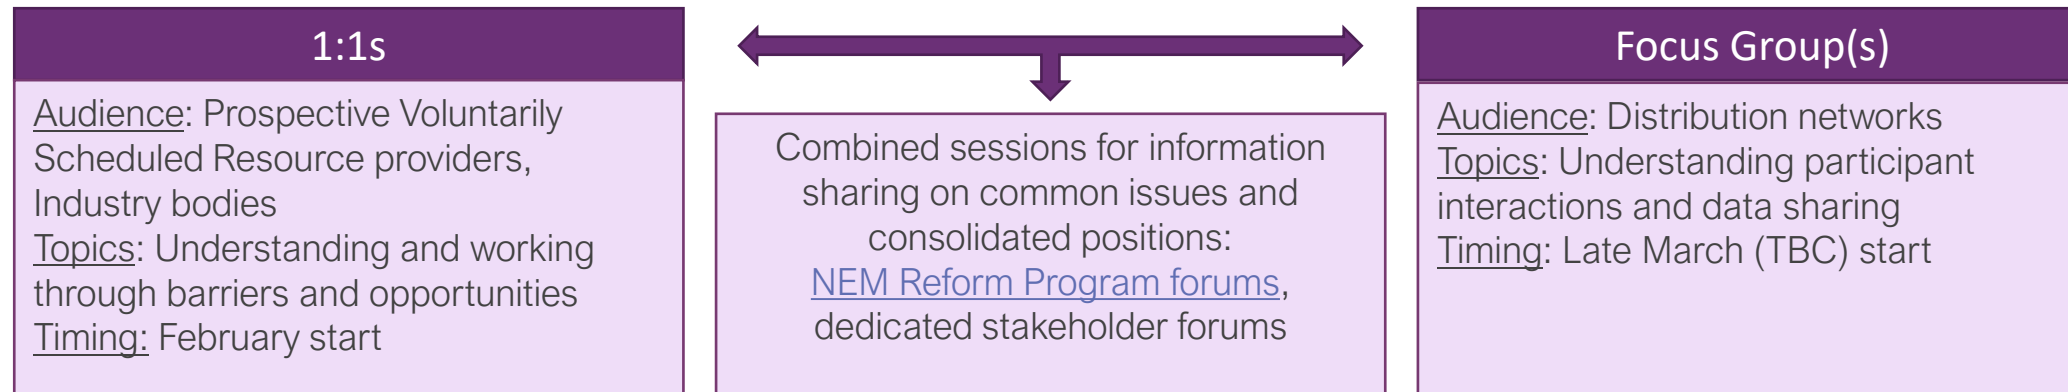 1:1s
Audience: Prospective Voluntarily
Scheduled Resource providers,
Industry bodies
Topics: Understanding and working
through barriers and opportunities
Timing: February start
Combined sessions for information
sharing on common issues and
consolidated positions:
NEM Reform Program forums,
dedicated stakeholder forums
Focus Group(s)
Audience: Distribution networks
Topics: Understanding participant
interactions and data sharing
Timing: Late March (TBC) start